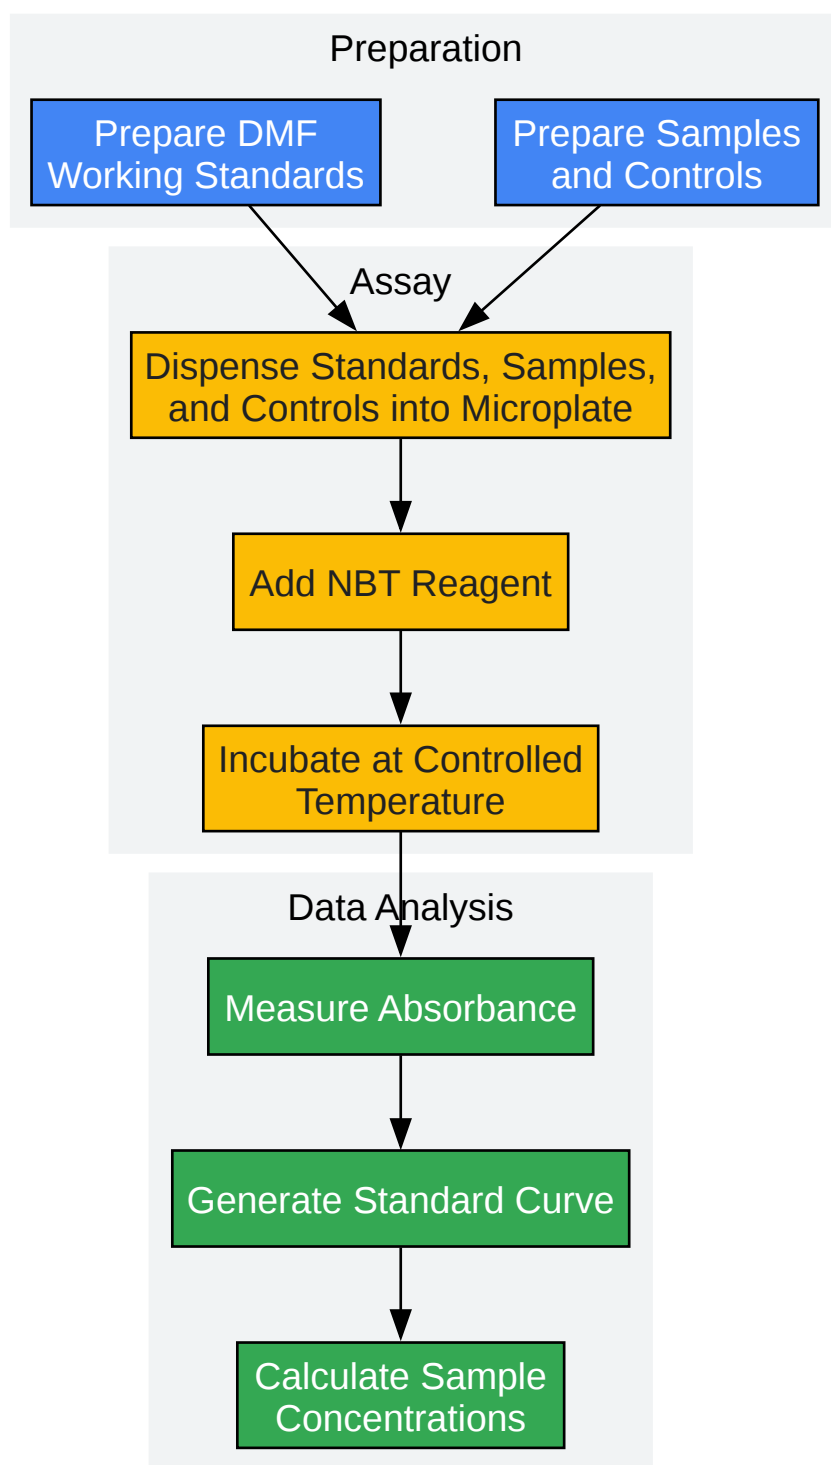 Preparation
Prepare DMF
Working Standards
Prepare Samples
and Controls
Assay
Dispense Standards, Samples,
and Controls into Microplate
Add NBT Reagent
Incubate at Controlled
Temperature
Data Analysis
Measure Absorbance
Generate Standard Curve
Calculate Sample
Concentrations